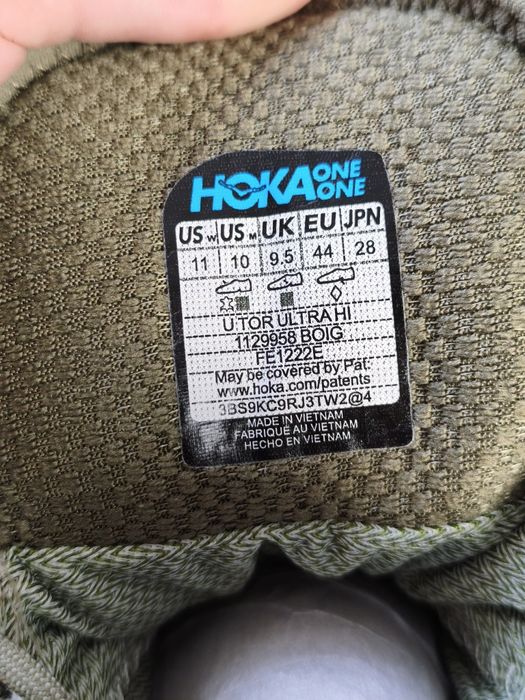 HOKA ONE ONE
US W US M UK EU JPN
11 10 9.5 44 28
U TOR ULTRA HI
1129958 BOIG
FE1222E
May be covered by Pat:
www.hoka.com/patents
3BS9KC9RJ3TW2@4
MADE IN VIETNAM
FABRIQUÉ AU VIETNAM
HECHO EN VIETNAM